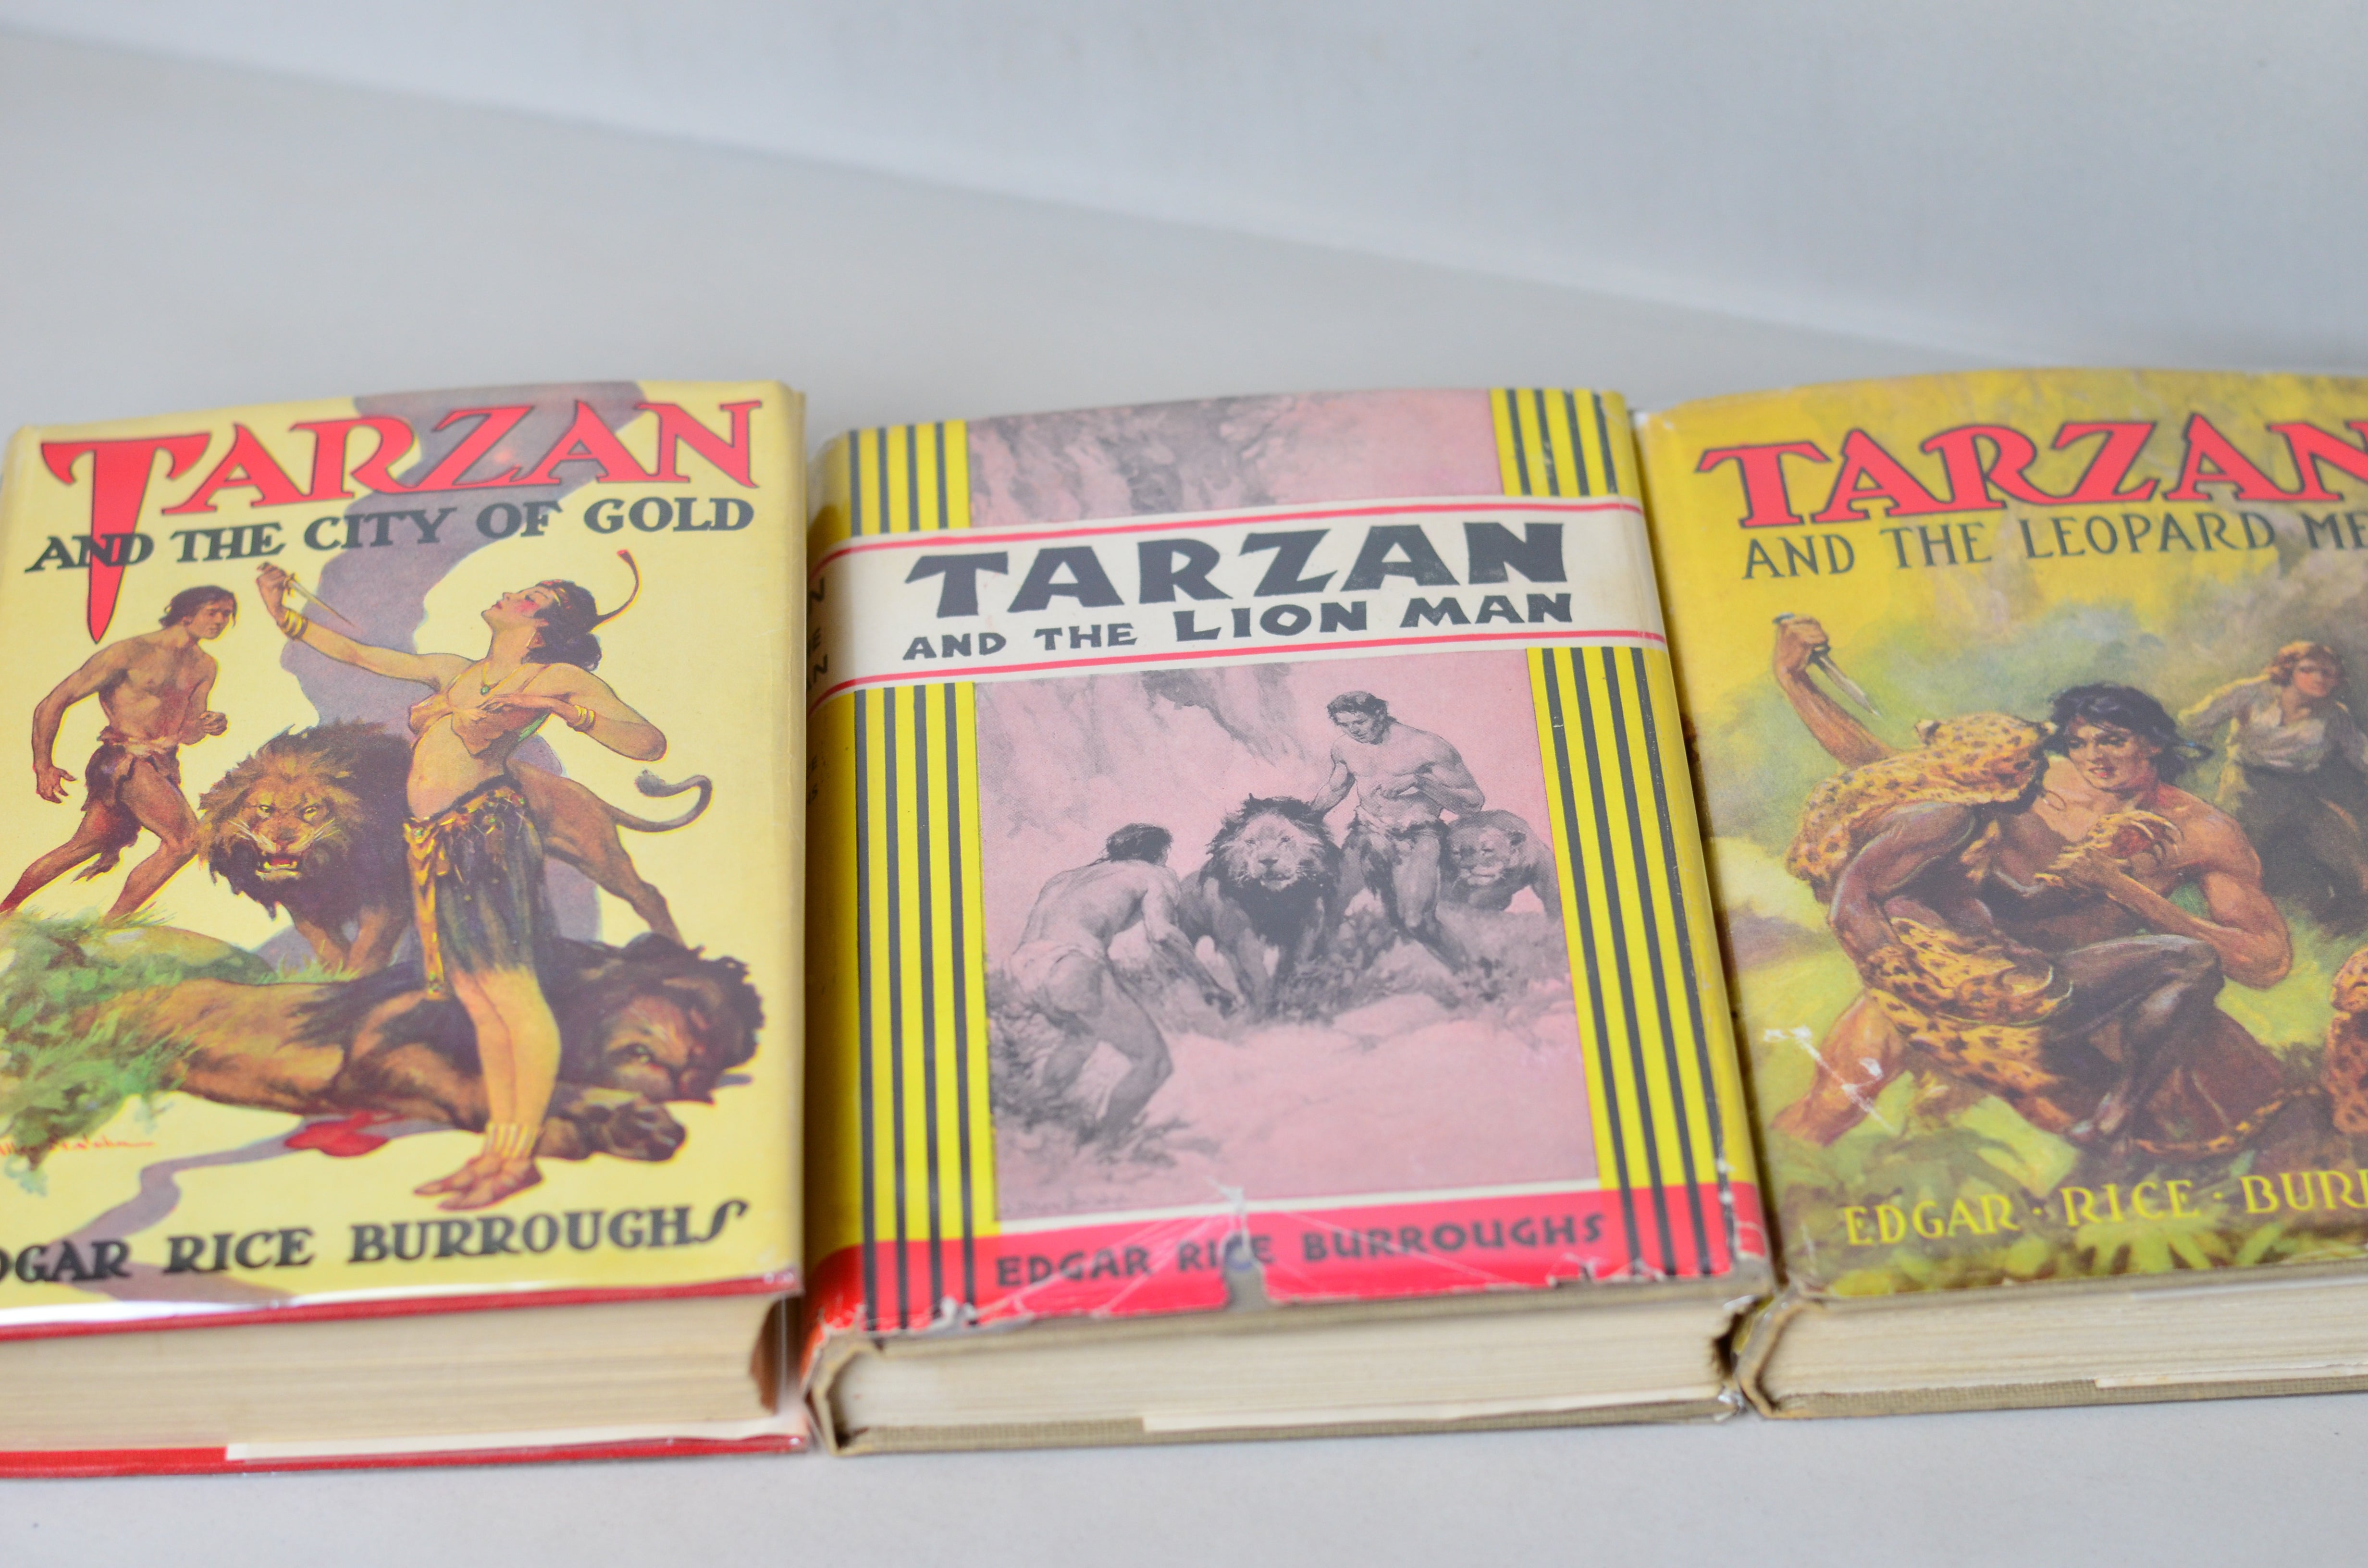 TARZAN
AND THE CITY OF GOLD
DGAR RICE BURROUGHS
TARZAN
AND THE LION MAN
EDGAR RICE BURROUGHS
TARZAN
AND THE LEOPARD ME
EDGAR · RICE · BUR